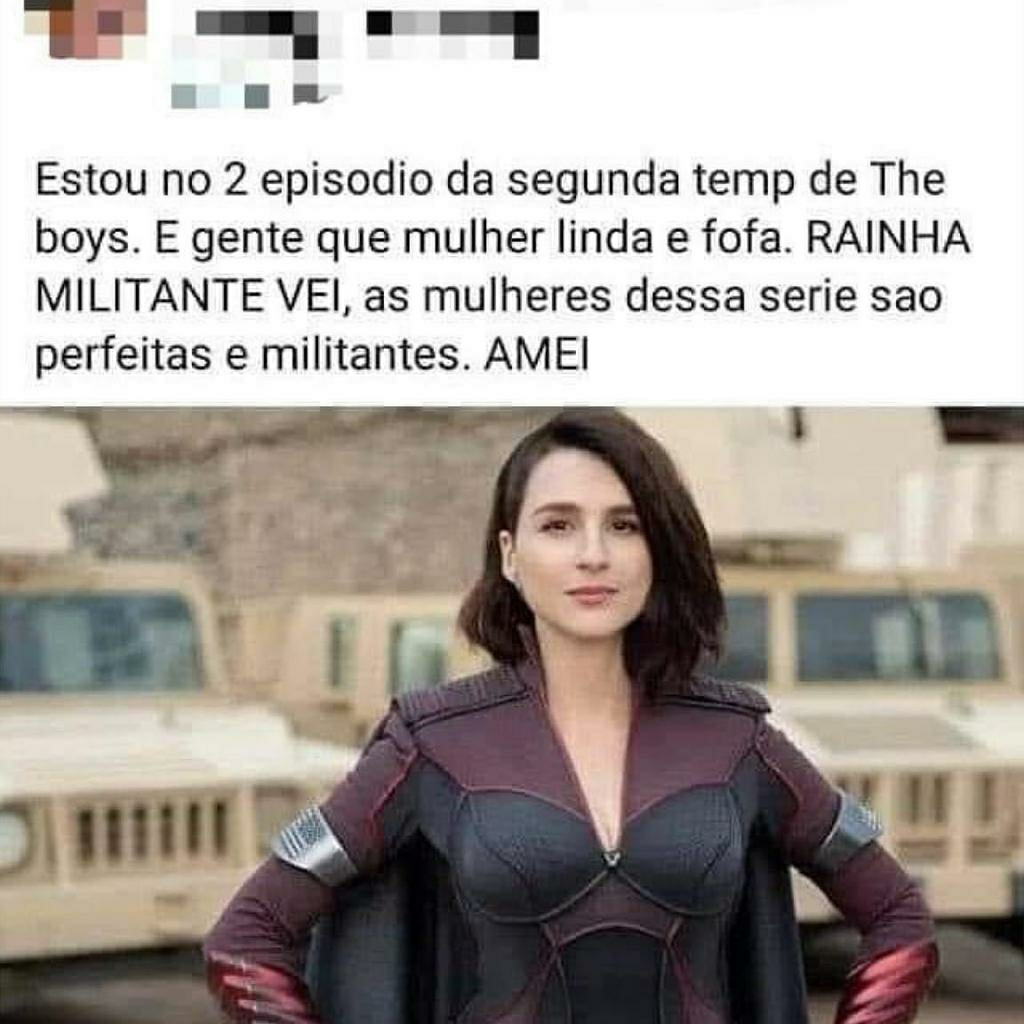 Estou no 2 episodio da segunda temp de The
boys. E gente que mulher linda e fofa. RAINHA
MILITANTE VEI, as mulheres dessa serie sao
perfeitas e militantes. AMEI